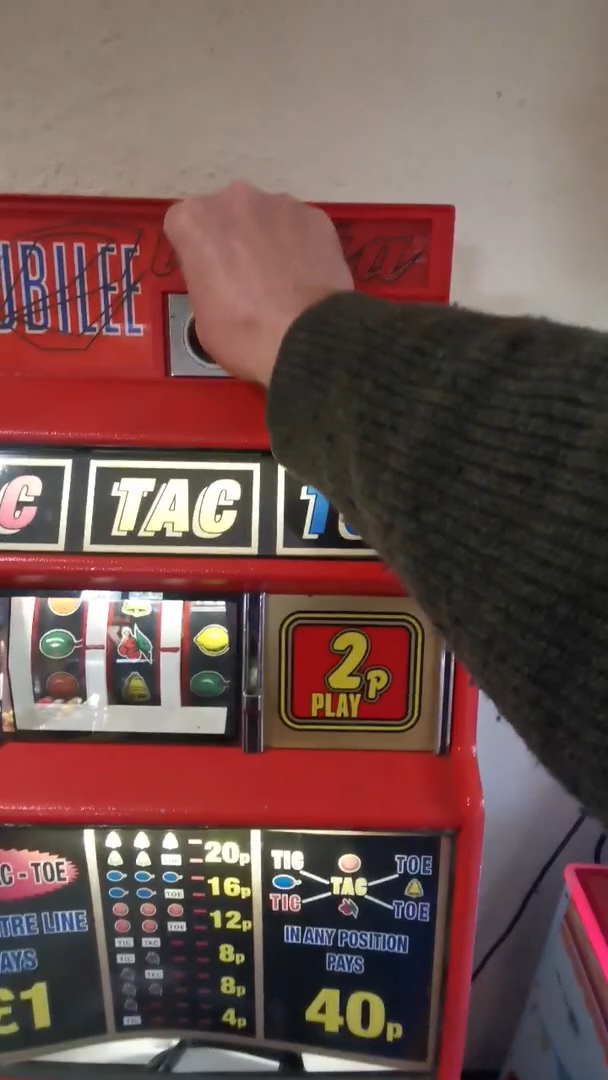 UBILEE
C
TAC
2P
PLAY
C-TOE
TRE LINE
AYS
£1
20p
16p
12p
8p
8p
4p
TIC
TOE
TAC
TIC
TOE
IN ANY POSITION
PAYS
40p